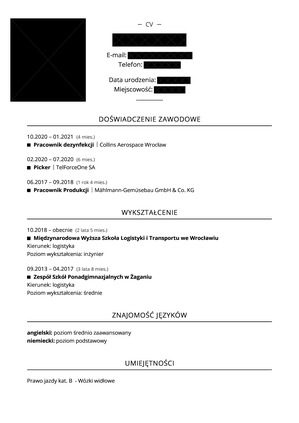 — CV —
E-mail:
Telefon:
Data urodzenia:
Miejscowość:
DOŚWIADCZENIE ZAWODOWE
10.2020 – 01.2021 (4 mies.)
■ Pracownik dezynfekcji | Collins Aerospace Wrocław
02.2020 – 07.2020 (6 mies.)
■ Picker | TelForceOne SA
06.2017 – 09.2018 (1 rok 4 mies.)
■ Pracownik Produkcji | Mählmann-Gemüsebau GmbH & Co. KG
WYKSZTAŁCENIE
10.2018 – obecnie (2 lata 5 mies.)
■ Międzynarodowa Wyższa Szkoła Logistyki i Transportu we Wrocławiu
Kierunek: logistyka
Poziom wykształcenia: inżynier
09.2013 – 04.2017 (3 lata 8 mies.)
■ Zespół Szkół Ponadgimnazjalnych w Żaganiu
Kierunek: logistyka
Poziom wykształcenia: średnie
ZNAJOMOŚĆ JĘZYKÓW
angielski: poziom średnio zaawansowany
niemiecki: poziom podstawowy
UMIEJĘTNOŚCI
Prawo jazdy kat. B - Wózki widłowe